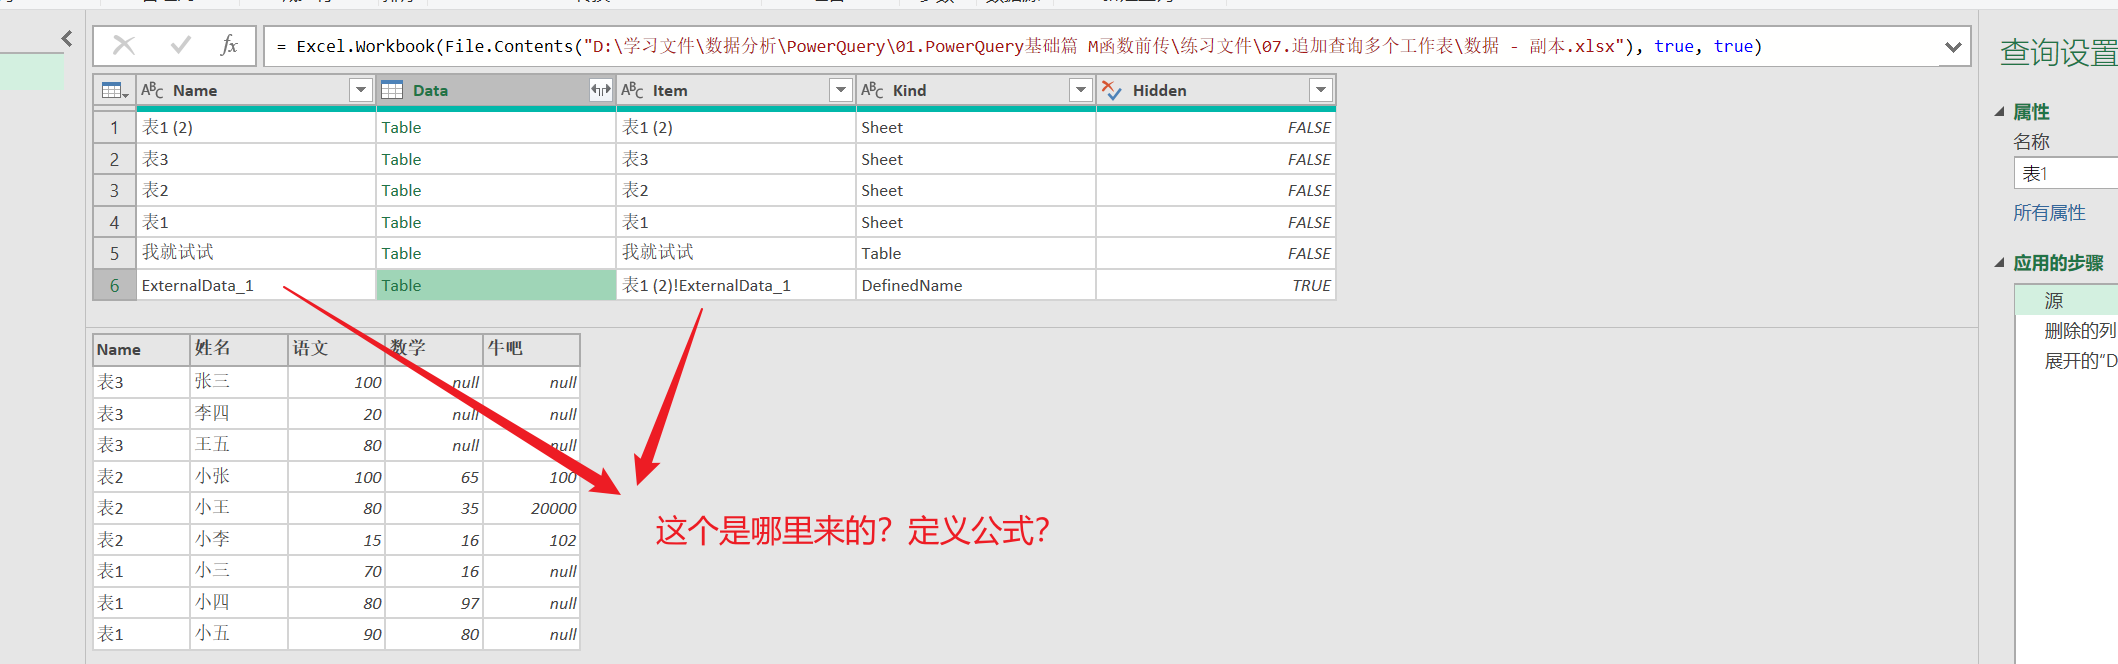 = Excel.Workbook(File.Contents("D:\学习文件\数据分析\PowerQuery\01.PowerQuery基础篇 M函数前传\练习文件\07.追加查询多个工作表\数据 - 副本.xlsx"), true, true)
Name Data Item Kind Hidden
1 表1 (2) Table 表1 (2) Sheet FALSE
2 表3 Table 表3 Sheet FALSE
3 表2 Table 表2 Sheet FALSE
4 表1 Table 表1 Sheet FALSE
5 我就试试 Table 我就试试 Table FALSE
6 ExternalData_1 Table 表1 (2)!ExternalData_1 DefinedName TRUE
Name 姓名 语文 数学 牛吧
表3 张三 100 null null
表3 李四 20 null null
表3 王五 80 null null
表2 小张 100 65 100
表2 小王 80 35 20000
表2 小李 15 16 102
表1 小三 70 16 null
表1 小四 80 97 null
表1 小五 90 80 null
这个是哪里来的？定义公式？
查询设置
属性
名称
表1
所有属性
应用的步骤
源
删除的列
展开的“D